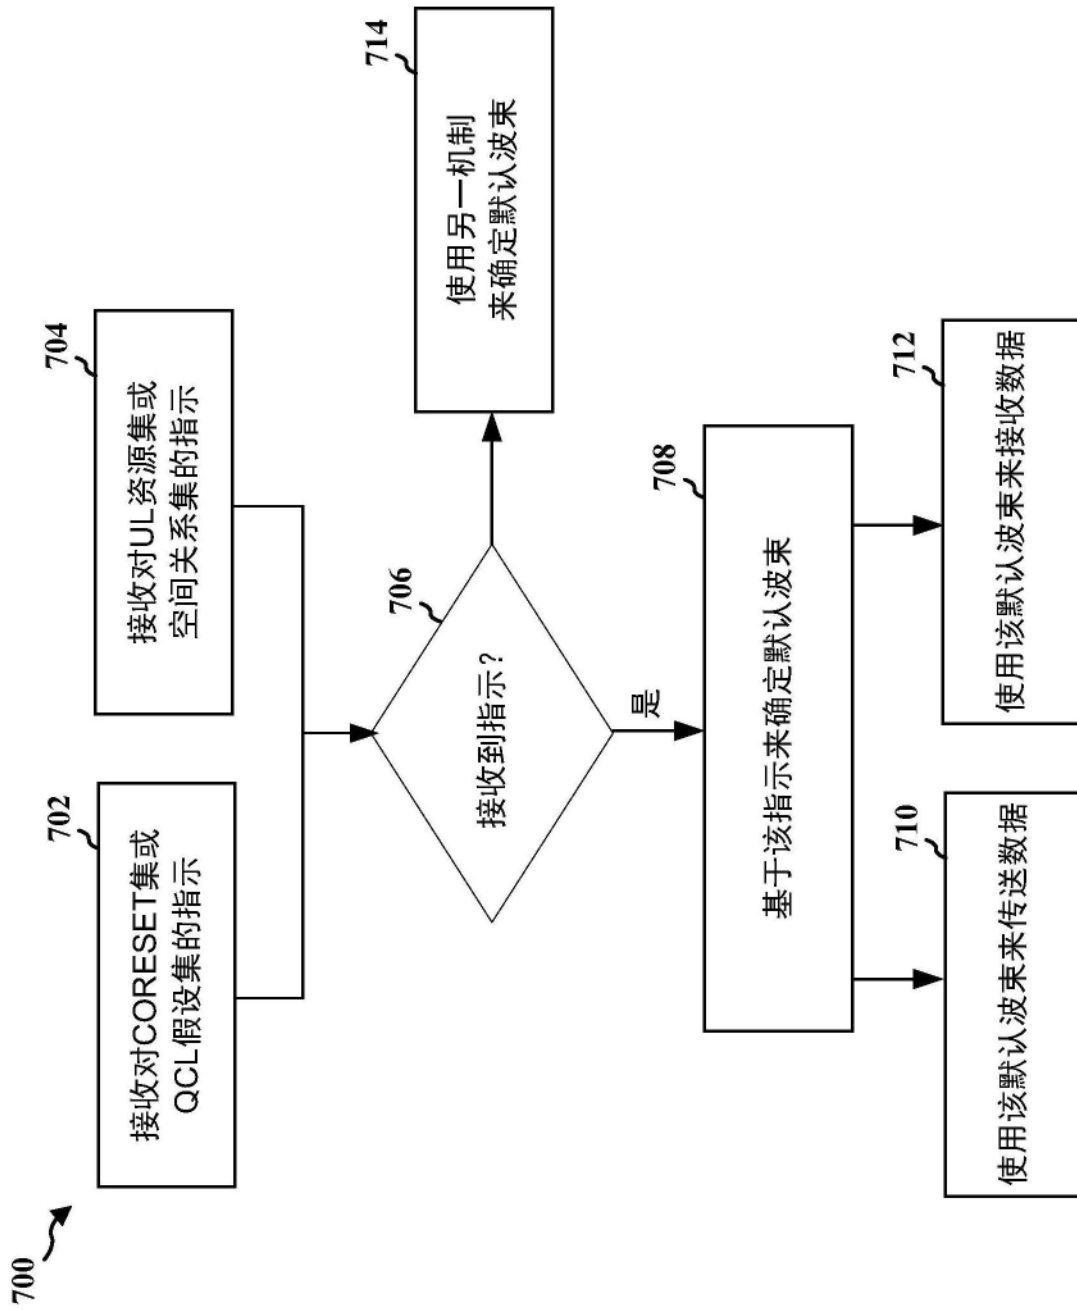 700
702
接收对CORESET集或
QCL假设集的指示
704
接收对UL资源集或
空间关系集的指示
706
接收到指示?
714
使用另一机制
来确定默认波束
是
708
基于该指示来确定默认波束
710
使用该默认波束来传送数据
712
使用该默认波束来接收数据